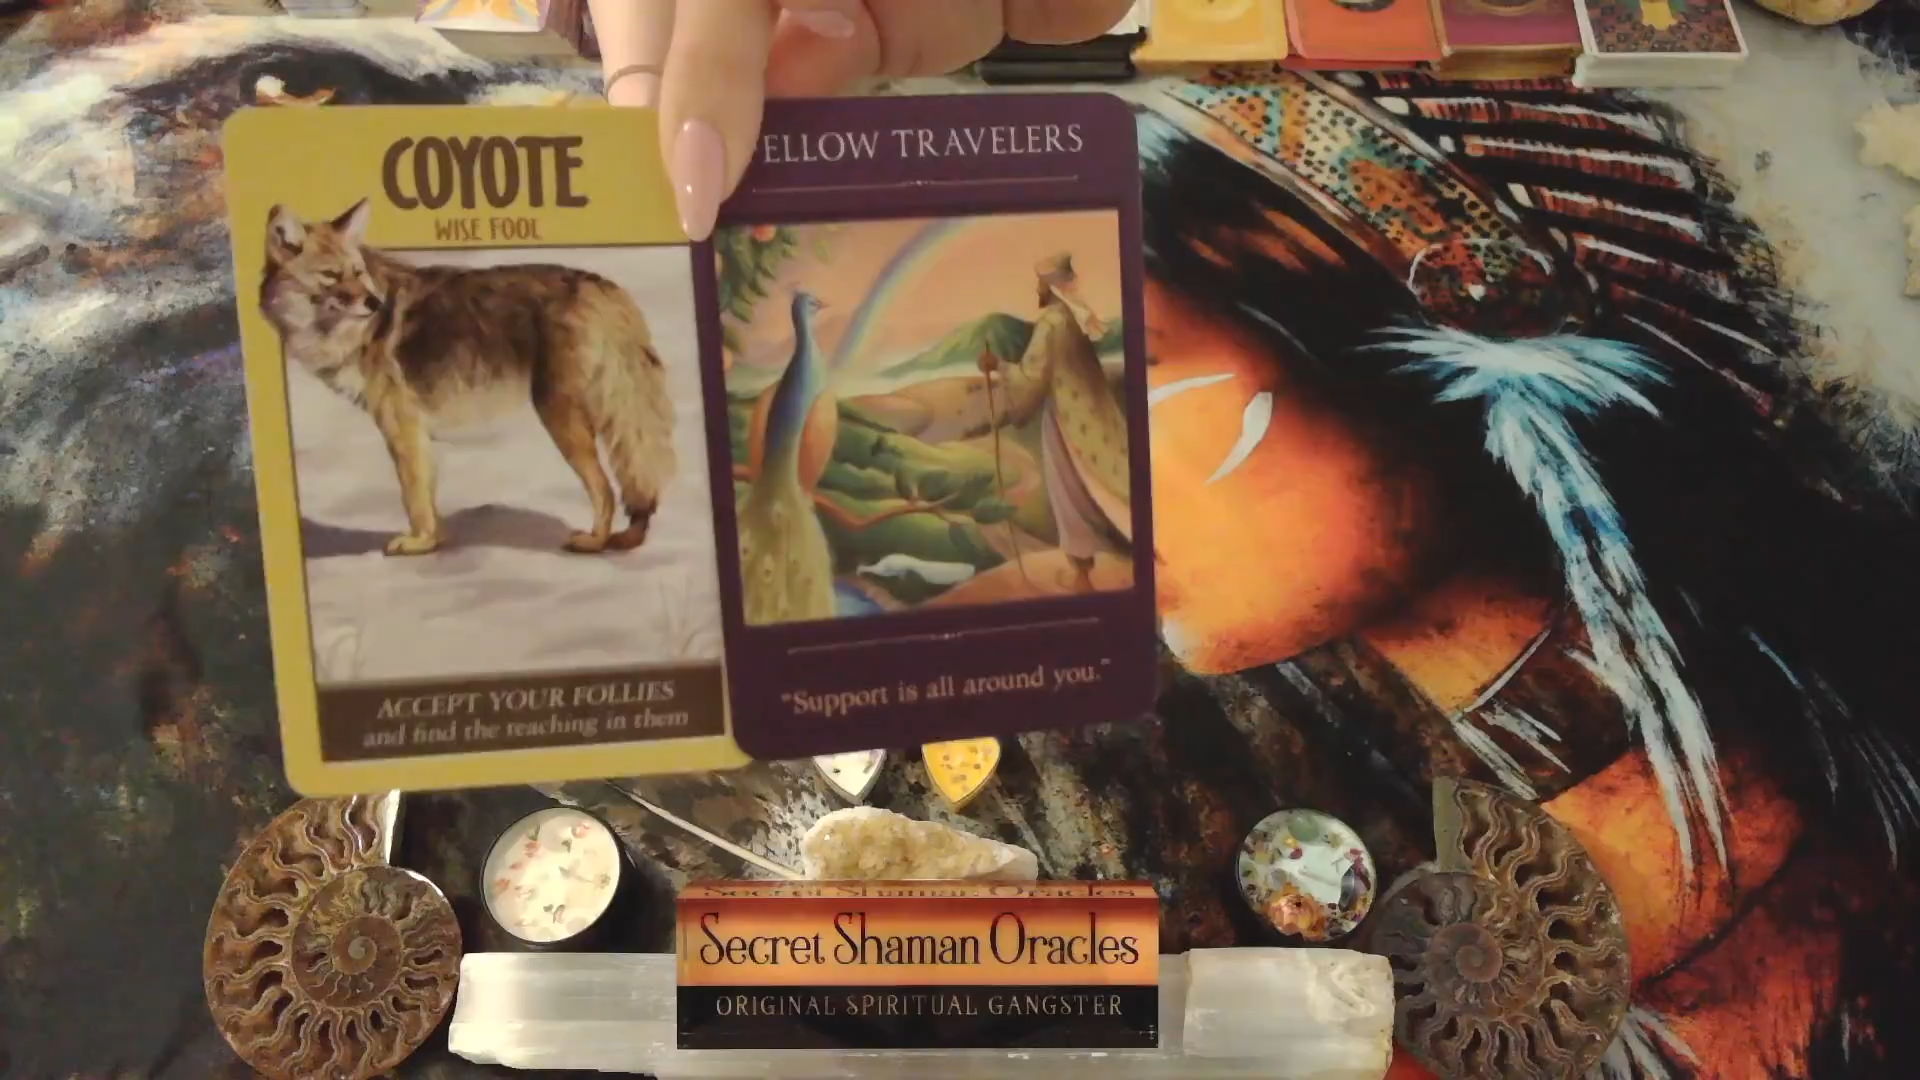 COYOTE
WISE FOOL
ACCEPT YOUR FOLLIES
and find the teaching in them
ELLOW TRAVELERS
"Support is all around you."
Secret Shaman Oracles
Secret Shaman Oracles
ORIGINAL SPIRITUAL GANGSTER